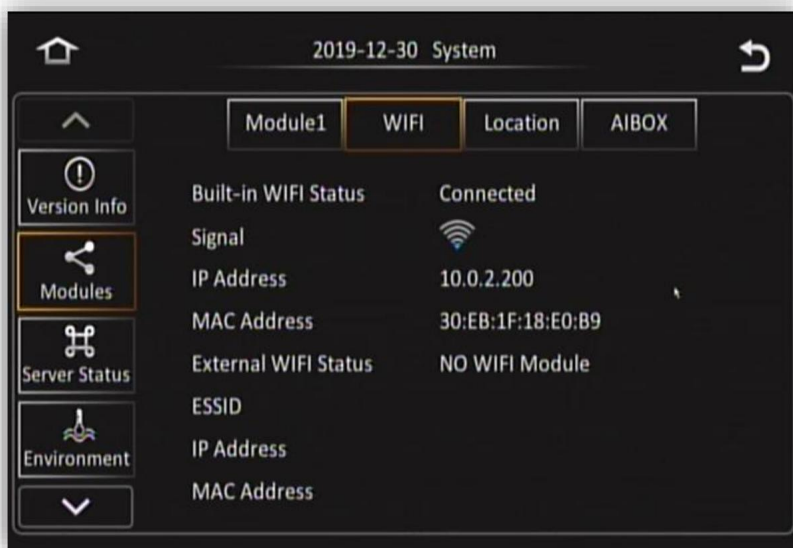 2019-12-30 System
Module1 WIFI Location AIBOX
Version Info
Modules
Server Status
Environment
Built-in WIFI Status Connected
Signal
IP Address 10.0.2.200
MAC Address 30:EB:1F:18:E0:B9
External WIFI Status NO WIFI Module
ESSID
IP Address
MAC Address